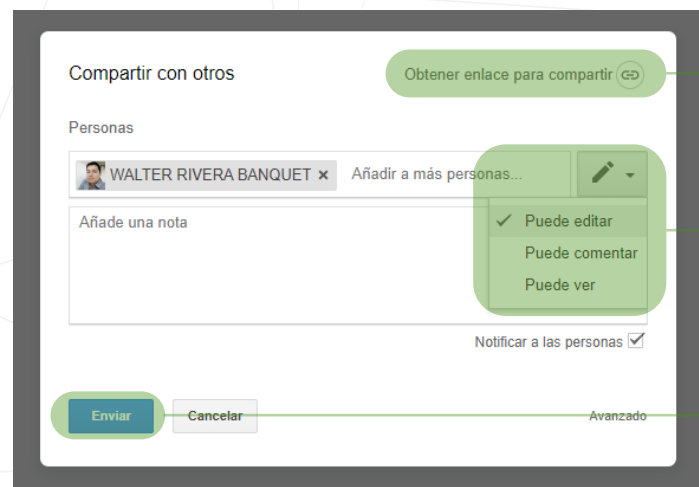 Compartir con otros
Obtener enlace para compartir
Personas
WALTER RIVERA BANQUET × Añadir a más personas...
Añade una nota
Puede editar
Puede comentar
Puede ver
Notificar a las personas
Enviar
Cancelar
Avanzado